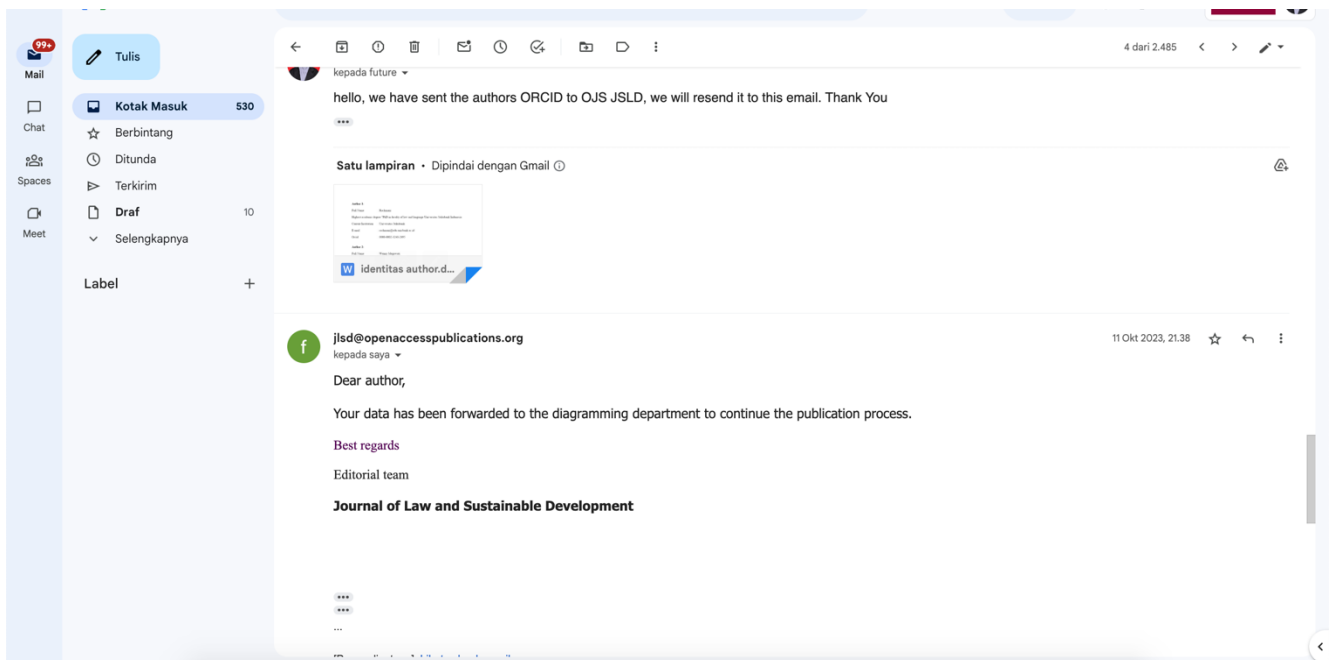 99+
Mail
Chat
Spaces
Meet
Tulis
Kotak Masuk 530
Berbintang
Ditunda
Terkirim
Draf 10
Selengkapnya
Label +
4 dari 2.485
kepada future
hello, we have sent the authors ORCID to OJS JSLD, we will resend it to this email. Thank You
Satu lampiran • Dipindai dengan Gmail
W identitas author.d...
f
jlsd@openaccesspublications.org
11 Okt 2023, 21.38
kepada saya
Dear author,
Your data has been forwarded to the diagramming department to continue the publication process.
Best regards
Editorial team
Journal of Law and Sustainable Development
...